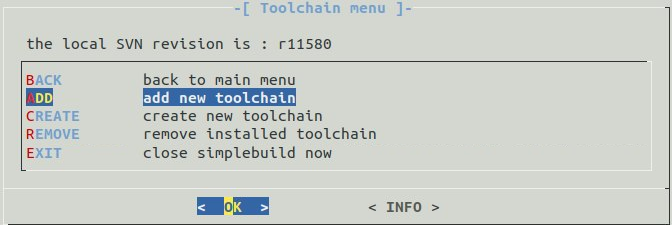 -[ Toolchain menu ]-
the local SVN revision is : r11580
BACK back to main menu
ADD add new toolchain
CREATE create new toolchain
REMOVE remove installed toolchain
EXIT close simplebuild now
< OK > < INFO >